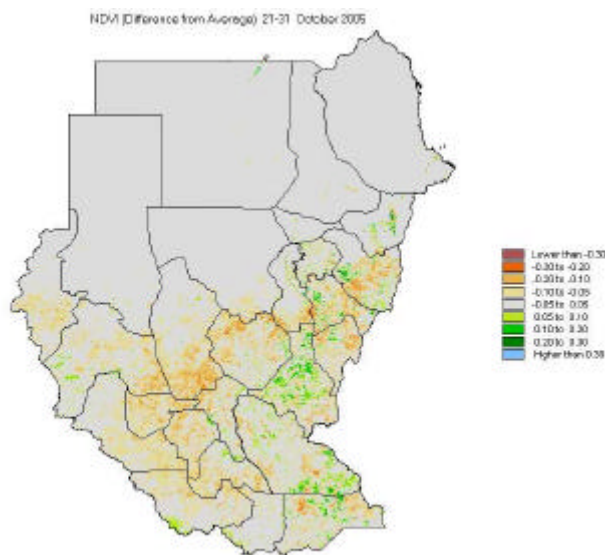 NDVI (Difference from Average) 21-31 October 2005
Lower than -0.30
-0.30 to -0.20
-0.20 to -0.10
-0.10 to -0.05
-0.05 to 0.05
0.05 to 0.10
0.10 to 0.20
0.20 to 0.30
Higher than 0.30